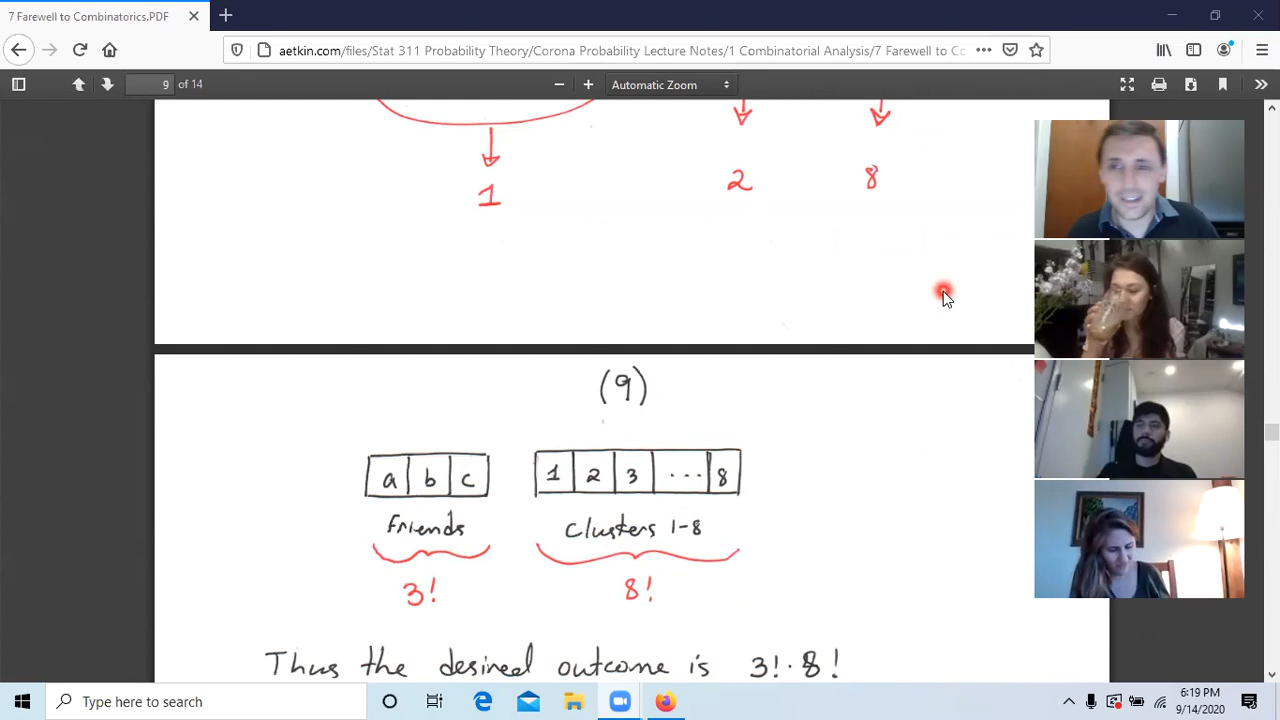 7 Farewell to Combinatorics.PDF
aetkin.com/files/Stat 311 Probability Theory/Corona Probability Lecture Notes/1 Combinatorial Analysis/7 Farewell to Co
9 of 14
Automatic Zoom
1 2 8
(9)
a b c 1 2 3 ... 8
Friends Clusters 1-8
3! 8!
Thus the desired outcome is 3! · 8!
Type here to search
6:19 PM
9/14/2020